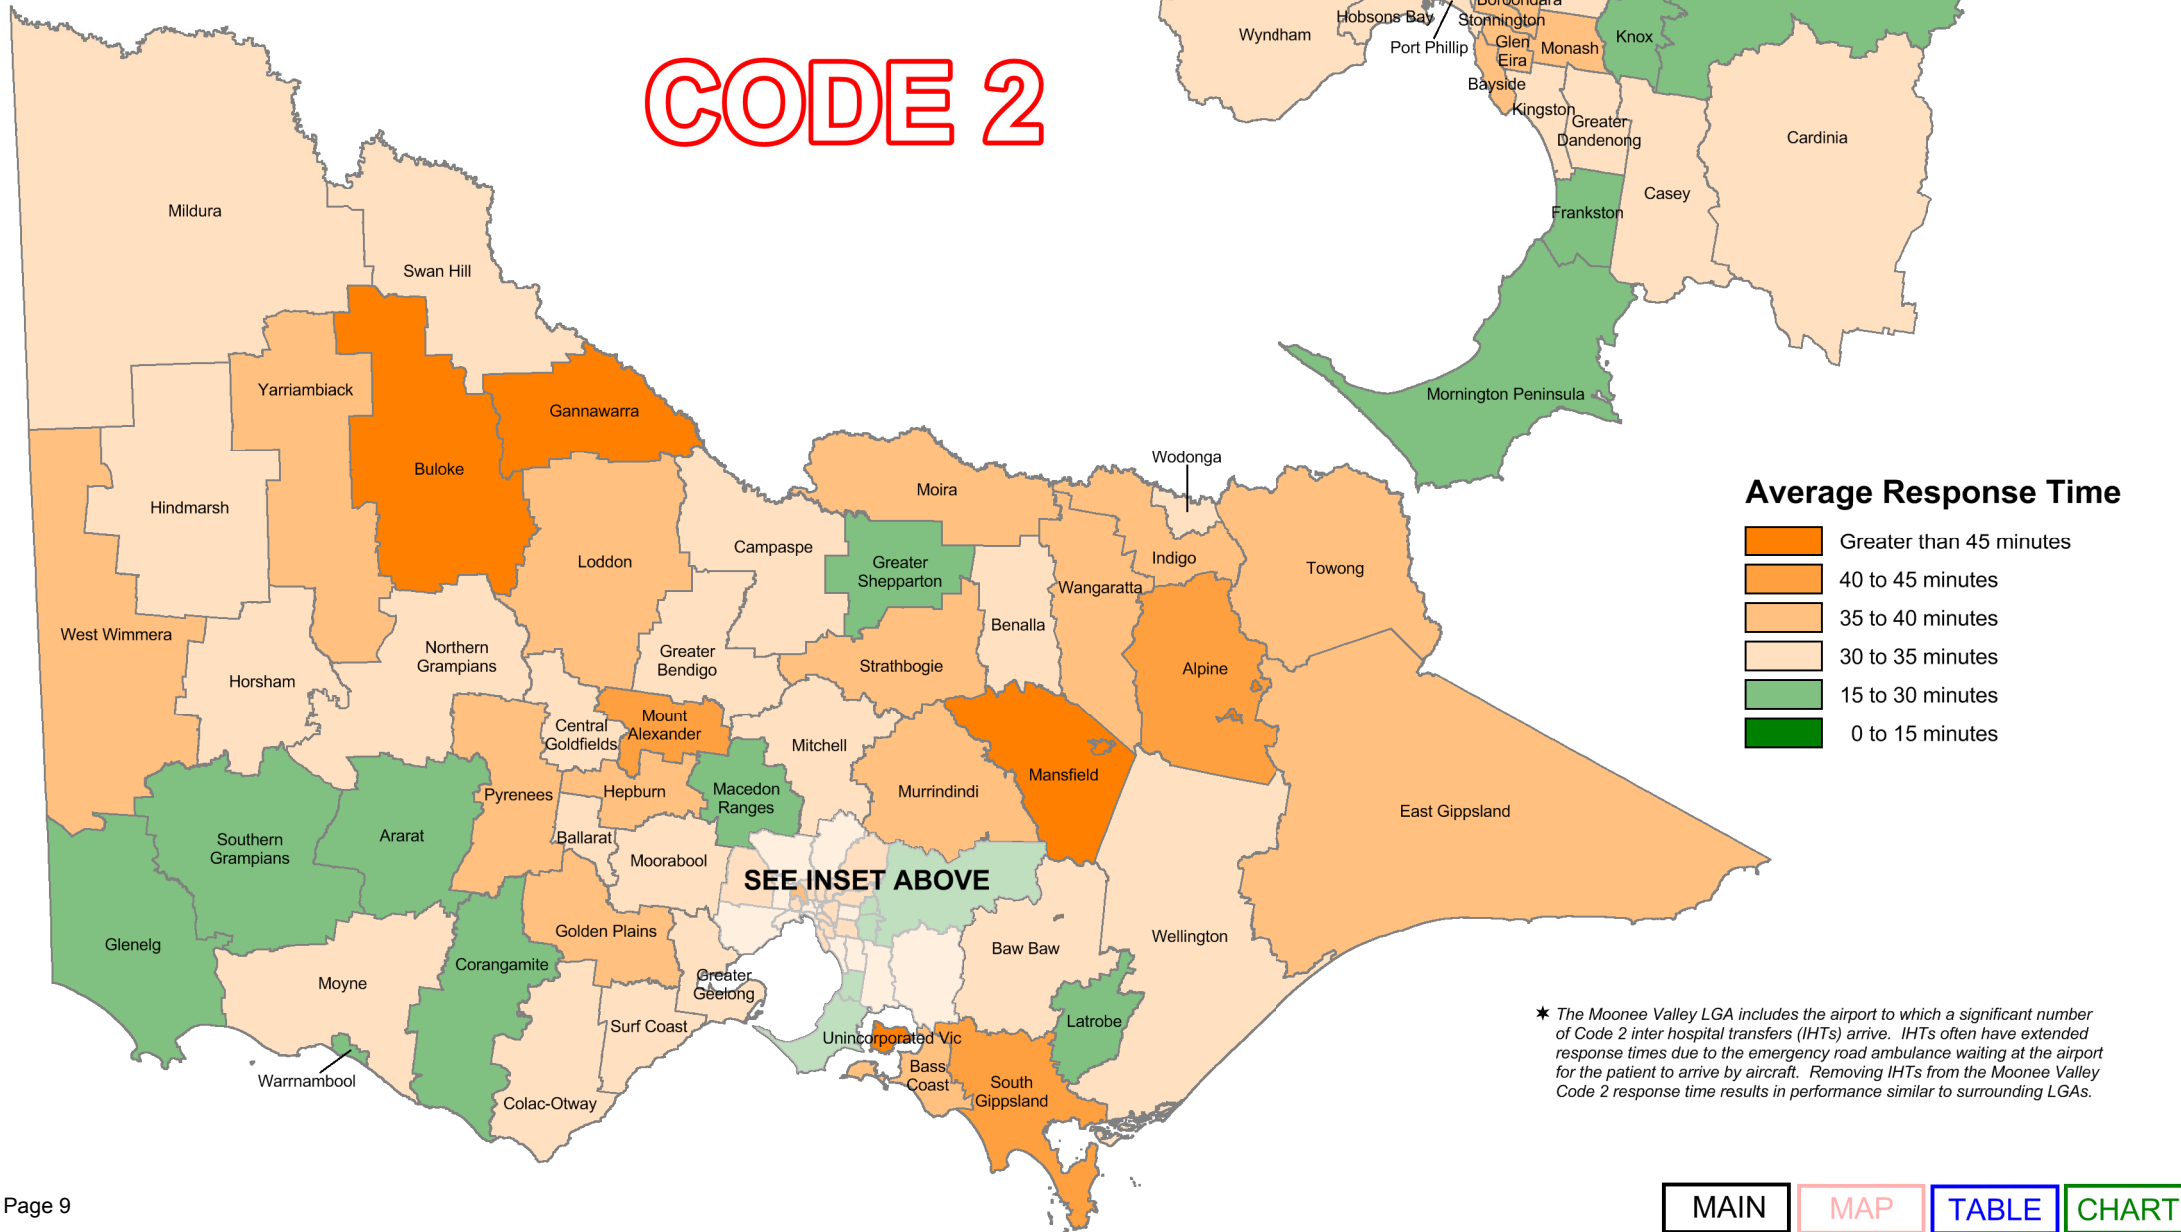 Boroondara
Hobsons Bay
Stonnington
Wyndham
Port Phillip
Glen
Eira
Monash
Knox
Bayside
Kingston
Greater
Dandenong
Cardinia
Casey
Frankston
Mornington Peninsula
CODE 2
Mildura
Swan Hill
Yarriambiack
Gannawarra
Buloke
Hindmarsh
Wodonga
Moira
Campaspe
Greater
Shepparton
Loddon
Indigo
Wangaratta
Towong
Benalla
West Wimmera
Northern
Grampians
Greater
Bendigo
Strathbogie
Alpine
Horsham
Central
Goldfields
Mount
Alexander
Mitchell
Mansfield
Pyrenees
Hepburn
Macedon
Ranges
Murrindindi
East Gippsland
Southern
Grampians
Ararat
Ballarat
Moorabool
SEE INSET ABOVE
Glenelg
Golden Plains
Wellington
Baw Baw
Corangamite
Moyne
Greater
Geelong
Surf Coast
Latrobe
Unincorporated Vic
Warrnambool
Bass
Coast
South
Gippsland
Colac-Otway
Average Response Time
Greater than 45 minutes
40 to 45 minutes
35 to 40 minutes
30 to 35 minutes
15 to 30 minutes
0 to 15 minutes
★ The Moonee Valley LGA includes the airport to which a significant number
of Code 2 inter hospital transfers (IHTs) arrive.  IHTs often have extended
response times due to the emergency road ambulance waiting at the airport
for the patient to arrive by aircraft.  Removing IHTs from the Moonee Valley
Code 2 response time results in performance similar to surrounding LGAs.
Page 9
MAIN MAP TABLE CHART